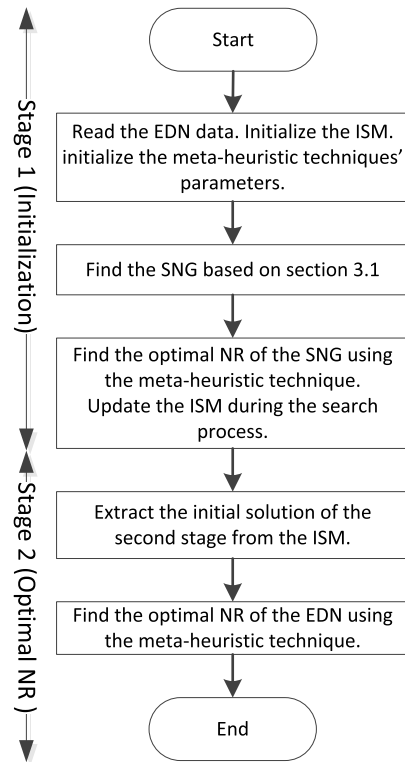 Start
Read the EDN data. Initialize the ISM.
initialize the meta-heuristic techniques’
parameters.
Find the SNG based on section 3.1
Find the optimal NR of the SNG using
the meta-heuristic technique.
Update the ISM during the search
process.
Extract the initial solution of the
second stage from the ISM.
Find the optimal NR of the EDN using
the meta-heuristic technique.
End
Stage 1 (Initialization)
Stage 2 (Optimal NR )